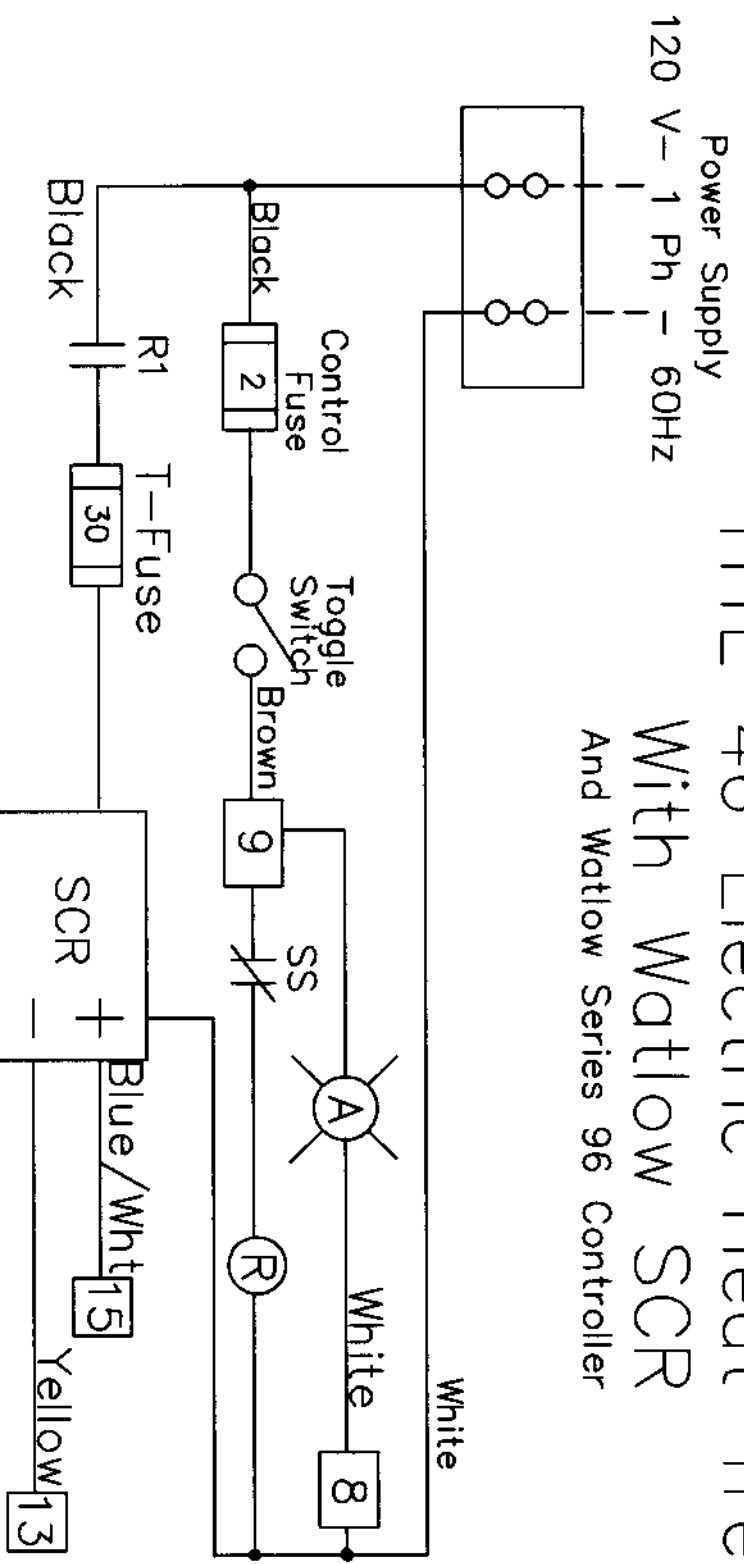 With Watlow SCR
And Watlow Series 96 Controller
Power Supply
120 V- 1 Ph - 60Hz
White
Control
Fuse
2
Black
Toggle
Switch
Brown
9
SS
A
White
8
R
Black
R1
T-Fuse
30
SCR
+
-
Blue/Wht
15
Yellow
13